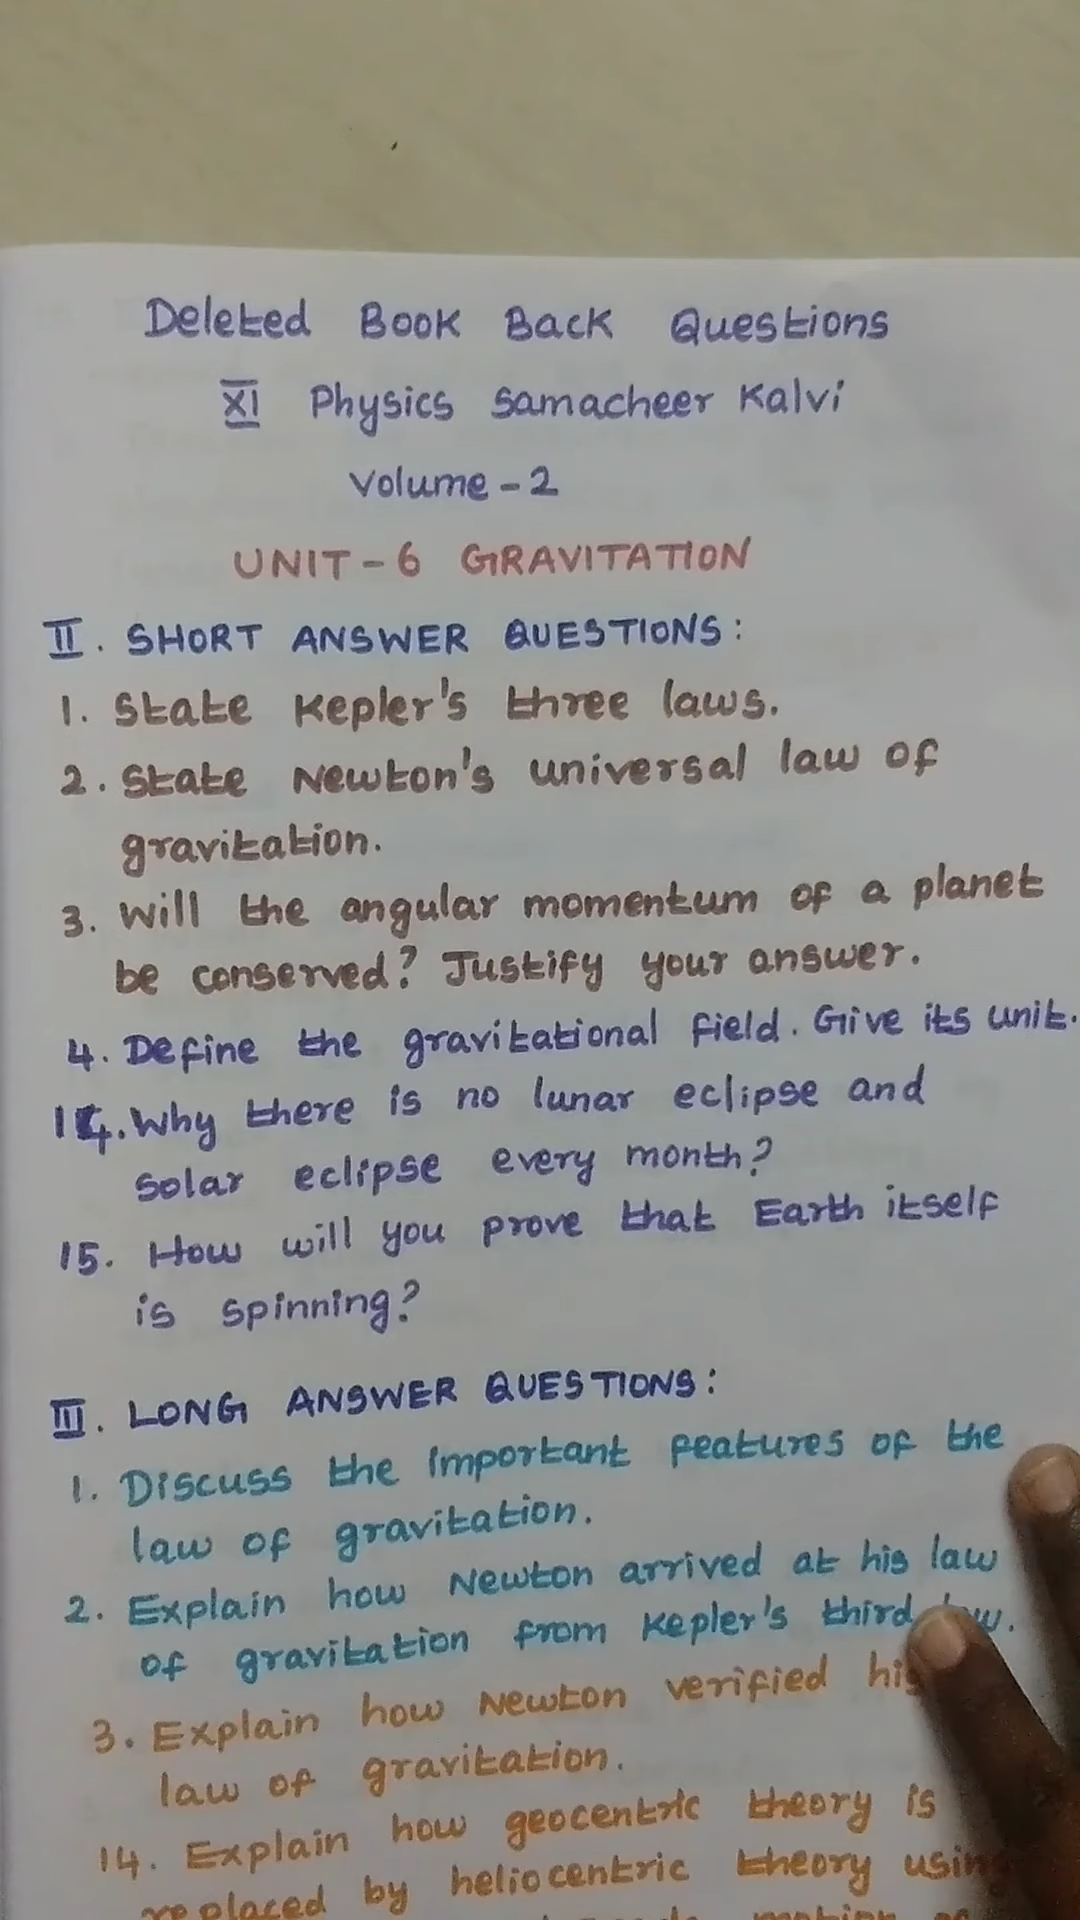 Deleted Book Back Questions
XI Physics Samacheer Kalvi
Volume - 2
UNIT - 6 GRAVITATION
II. SHORT ANSWER QUESTIONS:
1. State Kepler's three laws.
2. State Newton's universal law of
gravitation.
3. Will the angular momentum of a planet
be conserved? Justify your answer.
4. Define the gravitational field. Give its unit.
14. Why there is no lunar eclipse and
solar eclipse every month?
15. How will you prove that Earth itself
is spinning?
III. LONG ANSWER QUESTIONS:
1. Discuss the important features of the
law of gravitation.
2. Explain how Newton arrived at his law
of gravitation from Kepler's third
3. Explain how Newton verified his
law of gravitation.
14. Explain how geocentric theory is
replaced by heliocentric theory using